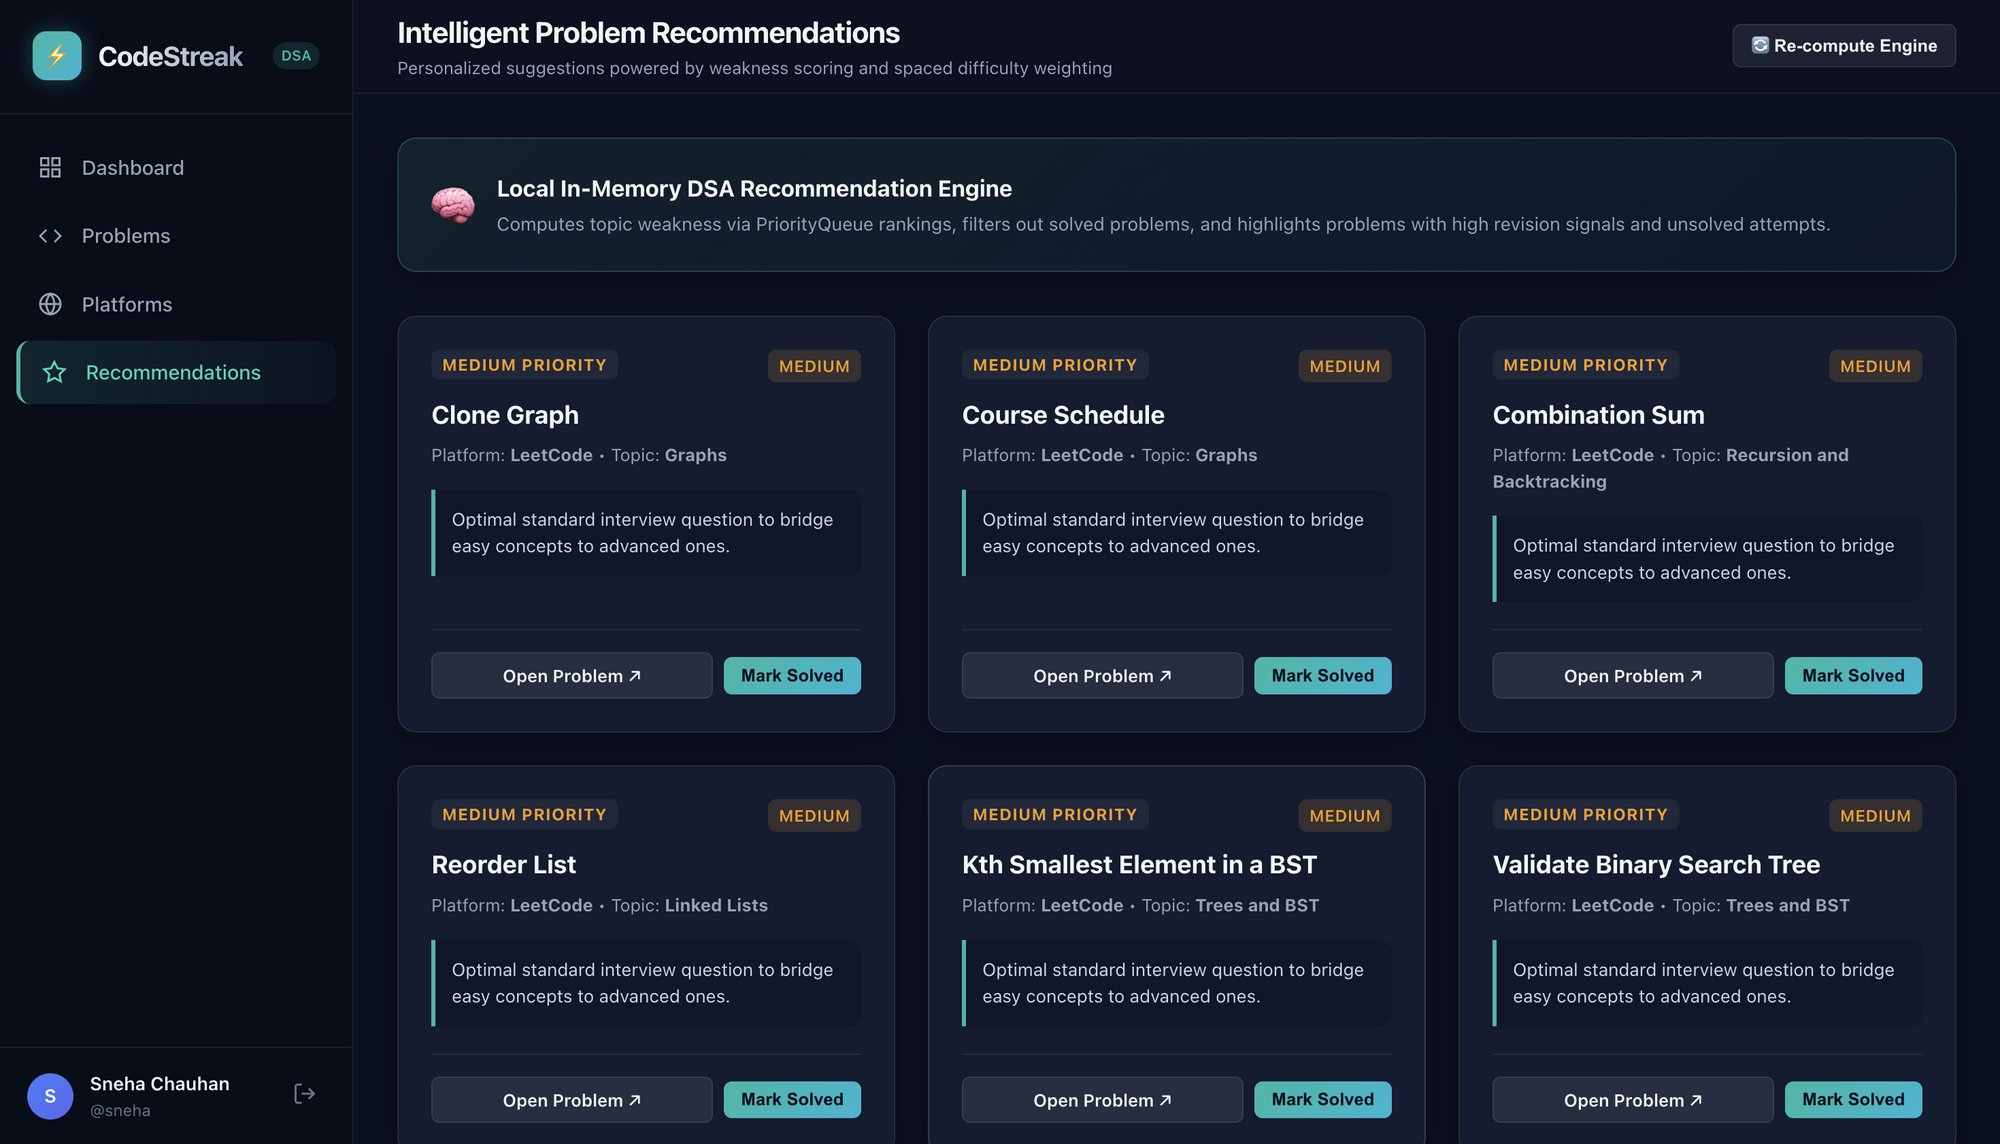 CodeStreak
DSA
Dashboard
Problems
Platforms
Recommendations
Sneha Chauhan
@sneha
S
Intelligent Problem Recommendations
Personalized suggestions powered by weakness scoring and spaced difficulty weighting
Re-compute Engine
Local In-Memory DSA Recommendation Engine
Computes topic weakness via PriorityQueue rankings, filters out solved problems, and highlights problems with high revision signals and unsolved attempts.
MEDIUM PRIORITY
MEDIUM
Clone Graph
Platform: LeetCode • Topic: Graphs
Optimal standard interview question to bridge
easy concepts to advanced ones.
Open Problem ↗
Mark Solved
MEDIUM PRIORITY
MEDIUM
Course Schedule
Platform: LeetCode • Topic: Graphs
Optimal standard interview question to bridge
easy concepts to advanced ones.
Open Problem ↗
Mark Solved
MEDIUM PRIORITY
MEDIUM
Combination Sum
Platform: LeetCode • Topic: Recursion and
Backtracking
Optimal standard interview question to bridge
easy concepts to advanced ones.
Open Problem ↗
Mark Solved
MEDIUM PRIORITY
MEDIUM
Reorder List
Platform: LeetCode • Topic: Linked Lists
Optimal standard interview question to bridge
easy concepts to advanced ones.
Open Problem ↗
Mark Solved
MEDIUM PRIORITY
MEDIUM
Kth Smallest Element in a BST
Platform: LeetCode • Topic: Trees and BST
Optimal standard interview question to bridge
easy concepts to advanced ones.
Open Problem ↗
Mark Solved
MEDIUM PRIORITY
MEDIUM
Validate Binary Search Tree
Platform: LeetCode • Topic: Trees and BST
Optimal standard interview question to bridge
easy concepts to advanced ones.
Open Problem ↗
Mark Solved